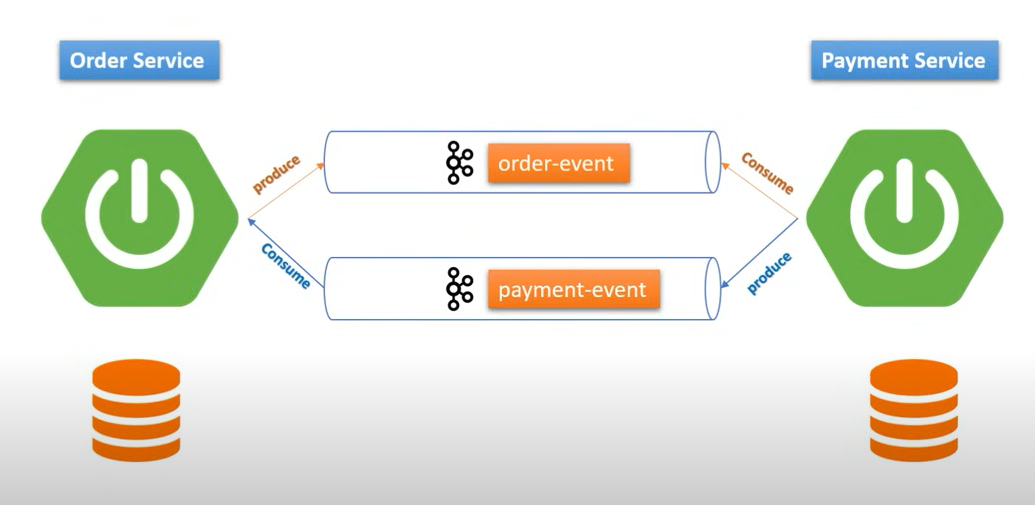 Order Service
Payment Service
produce
order-event
Consume
Consume
payment-event
produce